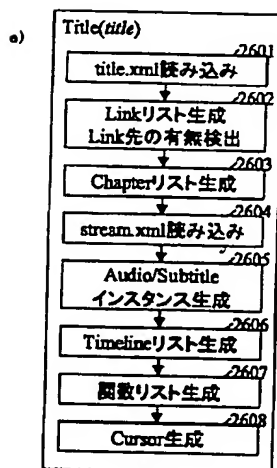 a)
Title(title)
2601
title.xml読み込み
2602
Linkリスト生成
Link先の有無検出
2603
Chapterリスト生成
2604
stream.xml読み込み
2605
Audio/Subtitle
インスタンス生成
2606
Timelineリスト生成
2607
関数リスト生成
2608
Cursor生成